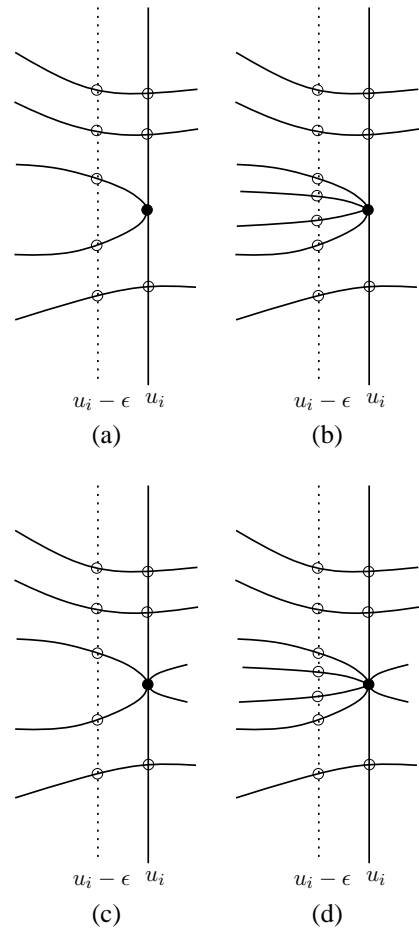 u_i − ϵ u_i u_i − ϵ u_i
(a) (b)
u_i − ϵ u_i u_i − ϵ u_i
(c) (d)